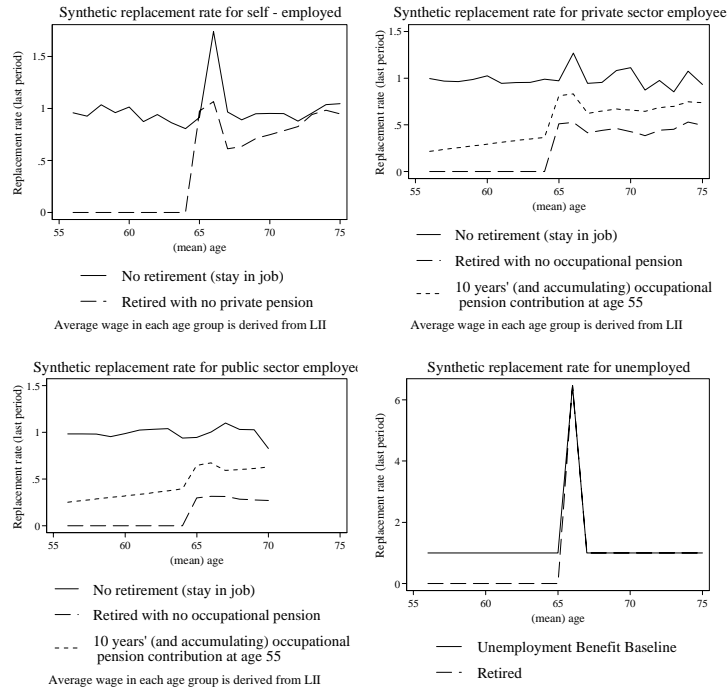 Synthetic replacement rate for self - employed
Replacement rate (last period)
1.5
1
.5
0
55 60 65 70 75
(mean) age
No retirement (stay in job)
Retired with no private pension
Average wage in each age group is derived from LII
Synthetic replacement rate for private sector employee
Replacement rate (last period)
1.5
1
.5
0
55 60 65 70 75
(mean) age
No retirement (stay in job)
Retired with no occupational pension
10 years' (and accumulating) occupational
pension contribution at age 55
Average wage in each age group is derived from LII
Synthetic replacement rate for public sector employee
Replacement rate (last period)
1.5
1
.5
0
55 60 65 70 75
(mean) age
No retirement (stay in job)
Retired with no occupational pension
10 years' (and accumulating) occupational
pension contribution at age 55
Average wage in each age group is derived from LII
Synthetic replacement rate for unemployed
Replacement rate (last period)
6
4
2
0
55 60 65 70 75
(mean) age
Unemployment Benefit Baseline
Retired